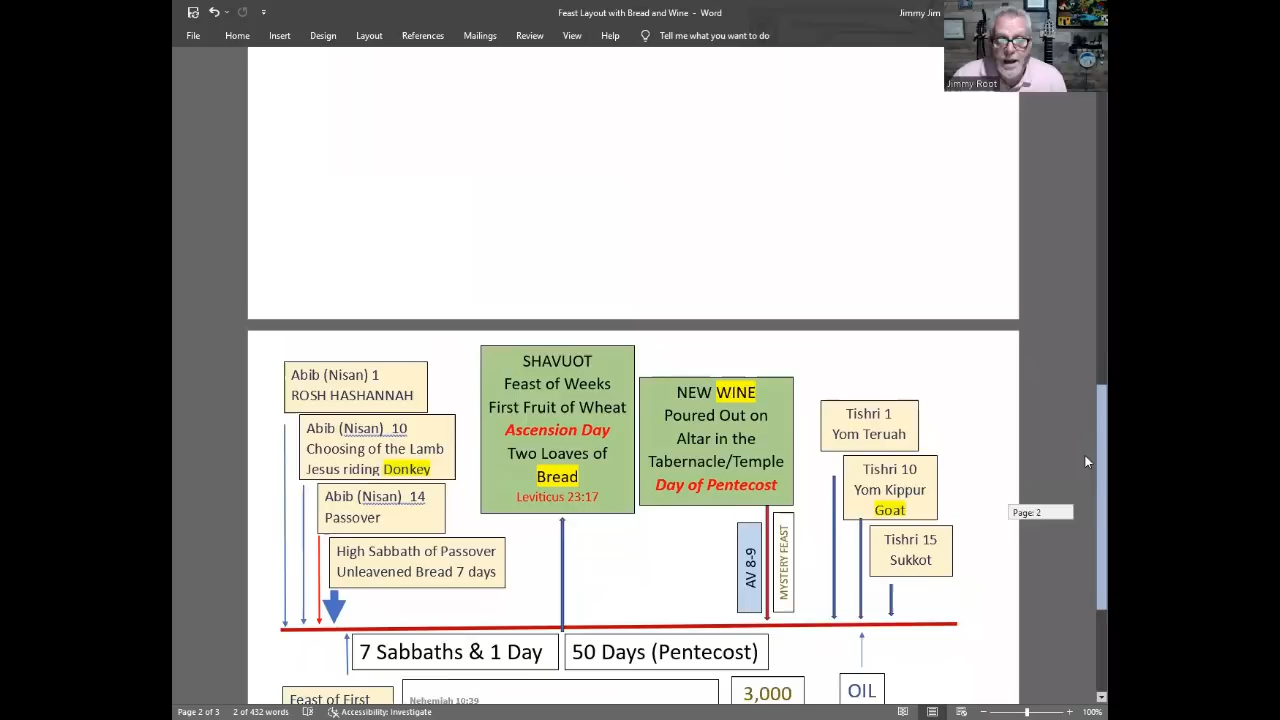 Feast Layout with Bread and Wine - Word
Jimmy Jim
File Home Insert Design Layout References Mailings Review View Help Tell me what you want to do
Jimmy Root
Abib (Nisan) 1
ROSH HASHANNAH
Abib (Nisan) 10
Choosing of the Lamb
Jesus riding Donkey
Abib (Nisan) 14
Passover
High Sabbath of Passover
Unleavened Bread 7 days
SHAVUOT
Feast of Weeks
First Fruit of Wheat
Ascension Day
Two Loaves of
Bread
Leviticus 23:17
NEW WINE
Poured Out on
Altar in the
Tabernacle/Temple
Day of Pentecost
AV 8-9
MYSTERY FEAST
Tishri 1
Yom Teruah
Tishri 10
Yom Kippur
Goat
Tishri 15
Sukkot
Page: 2
7 Sabbaths & 1 Day
50 Days (Pentecost)
Feast of First
Nehemiah 10:39
3,000
OIL
Page 2 of 3 2 of 432 words Accessibility: Investigate 100%